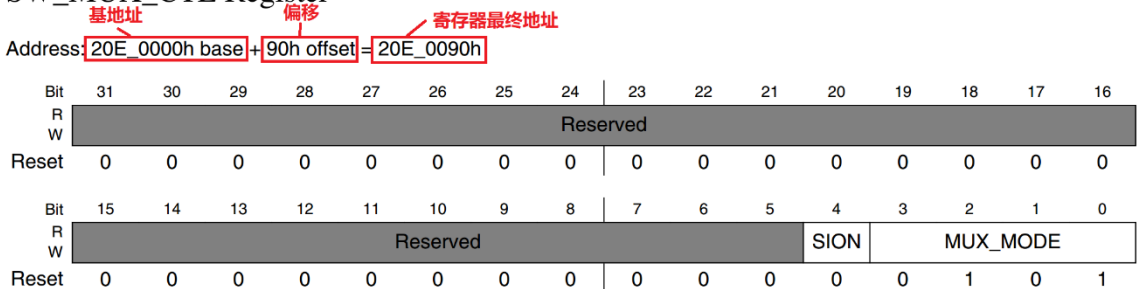 SW_MUX_CTL Register
基地址 偏移 寄存器最终地址
Address: 20E_0000h base + 90h offset = 20E_0090h
Bit 31 30 29 28 27 26 25 24 23 22 21 20 19 18 17 16
R
Reserved
W
Reset 0 0 0 0 0 0 0 0 0 0 0 0 0 0 0 0
Bit 15 14 13 12 11 10 9 8 7 6 5 4 3 2 1 0
R
Reserved SION MUX_MODE
W
Reset 0 0 0 0 0 0 0 0 0 0 0 0 0 1 0 1